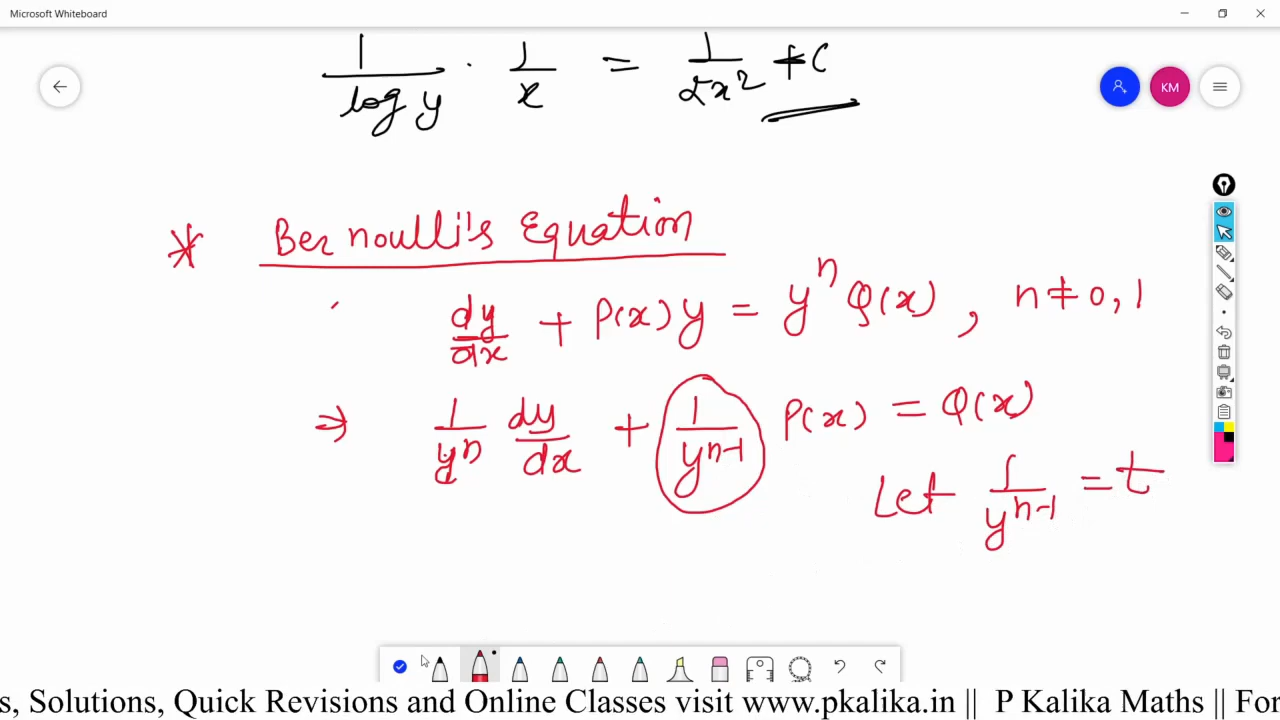 Microsoft Whiteboard
1/log y · 1/x = 1/2x² + C
KM
* Bernoulli's Equation
dy/dx + P(x) y = yⁿ Q(x), n ≠ 0, 1
⇒ 1/yⁿ dy/dx + 1/yⁿ⁻¹ P(x) = Q(x)
Let 1/yⁿ⁻¹ = t
s, Solutions, Quick Revisions and Online Classes visit www.pkalika.in || P Kalika Maths || For